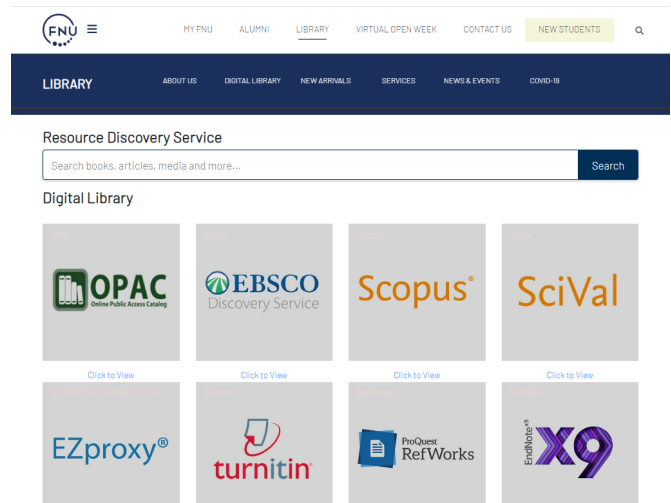 FNU
MY FNU ALUMNI LIBRARY VIRTUAL OPEN WEEK CONTACT US NEW STUDENTS
LIBRARY ABOUT US DIGITAL LIBRARY NEW ARRIVALS SERVICES NEWS & EVENTS COVID-19
Resource Discovery Service
Search books, articles, media and more... Search
Digital Library
OPAC
Online Public Access Catalog
EBSCO
Discovery Service
Scopus®
SciVal
Click to View Click to View Click to View Click to View
EZproxy®
turnitin
ProQuest
RefWorks
EndNote X9
X9